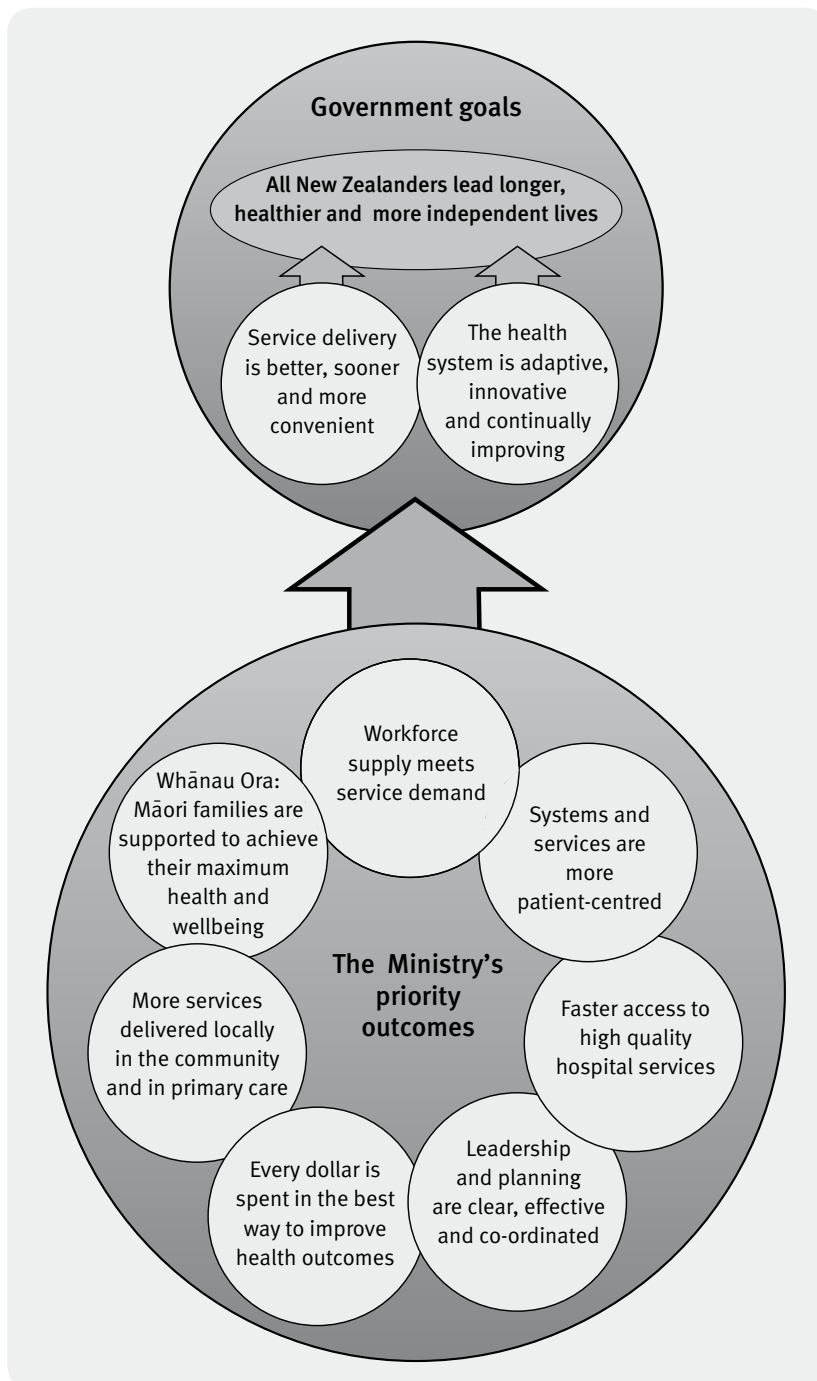 Government goals
All New Zealanders lead longer,
healthier and more independent lives
Service delivery
is better, sooner
and more
convenient
The health
system is adaptive,
innovative
and continually
improving
Workforce
supply meets
service demand
Systems and
services are
more
patient-centred
Faster access to
high quality
hospital services
Leadership
and planning
are clear, effective
and co-ordinated
Every dollar is
spent in the best
way to improve
health outcomes
More services
delivered locally
in the community
and in primary care
Whānau Ora:
Māori families are
supported to achieve
their maximum
health and
wellbeing
The Ministry's
priority
outcomes